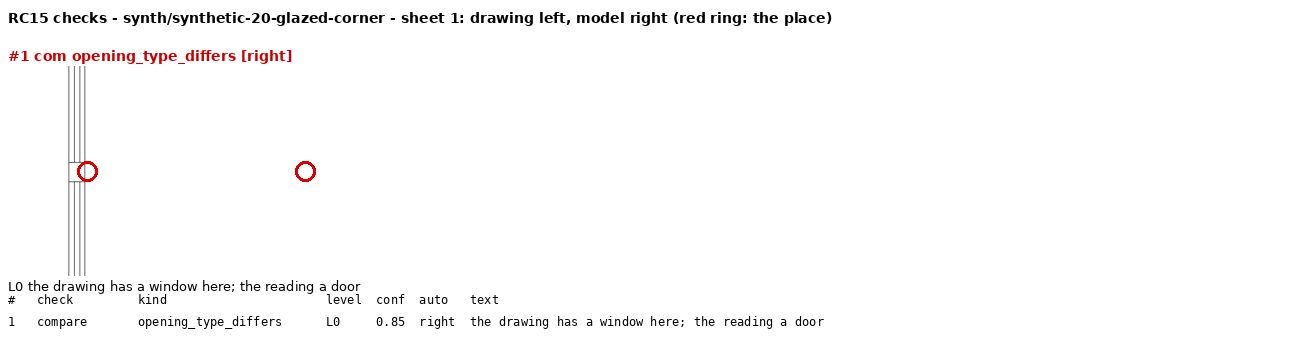 RC15 checks - synth/synthetic-20-glazed-corner - sheet 1: drawing left, model right (red ring: the place)
#1 com opening_type_differs [right]
L0 the drawing has a window here; the reading a door
# check kind level conf auto text
1 compare opening_type_differs L0 0.85 right the drawing has a window here; the reading a door